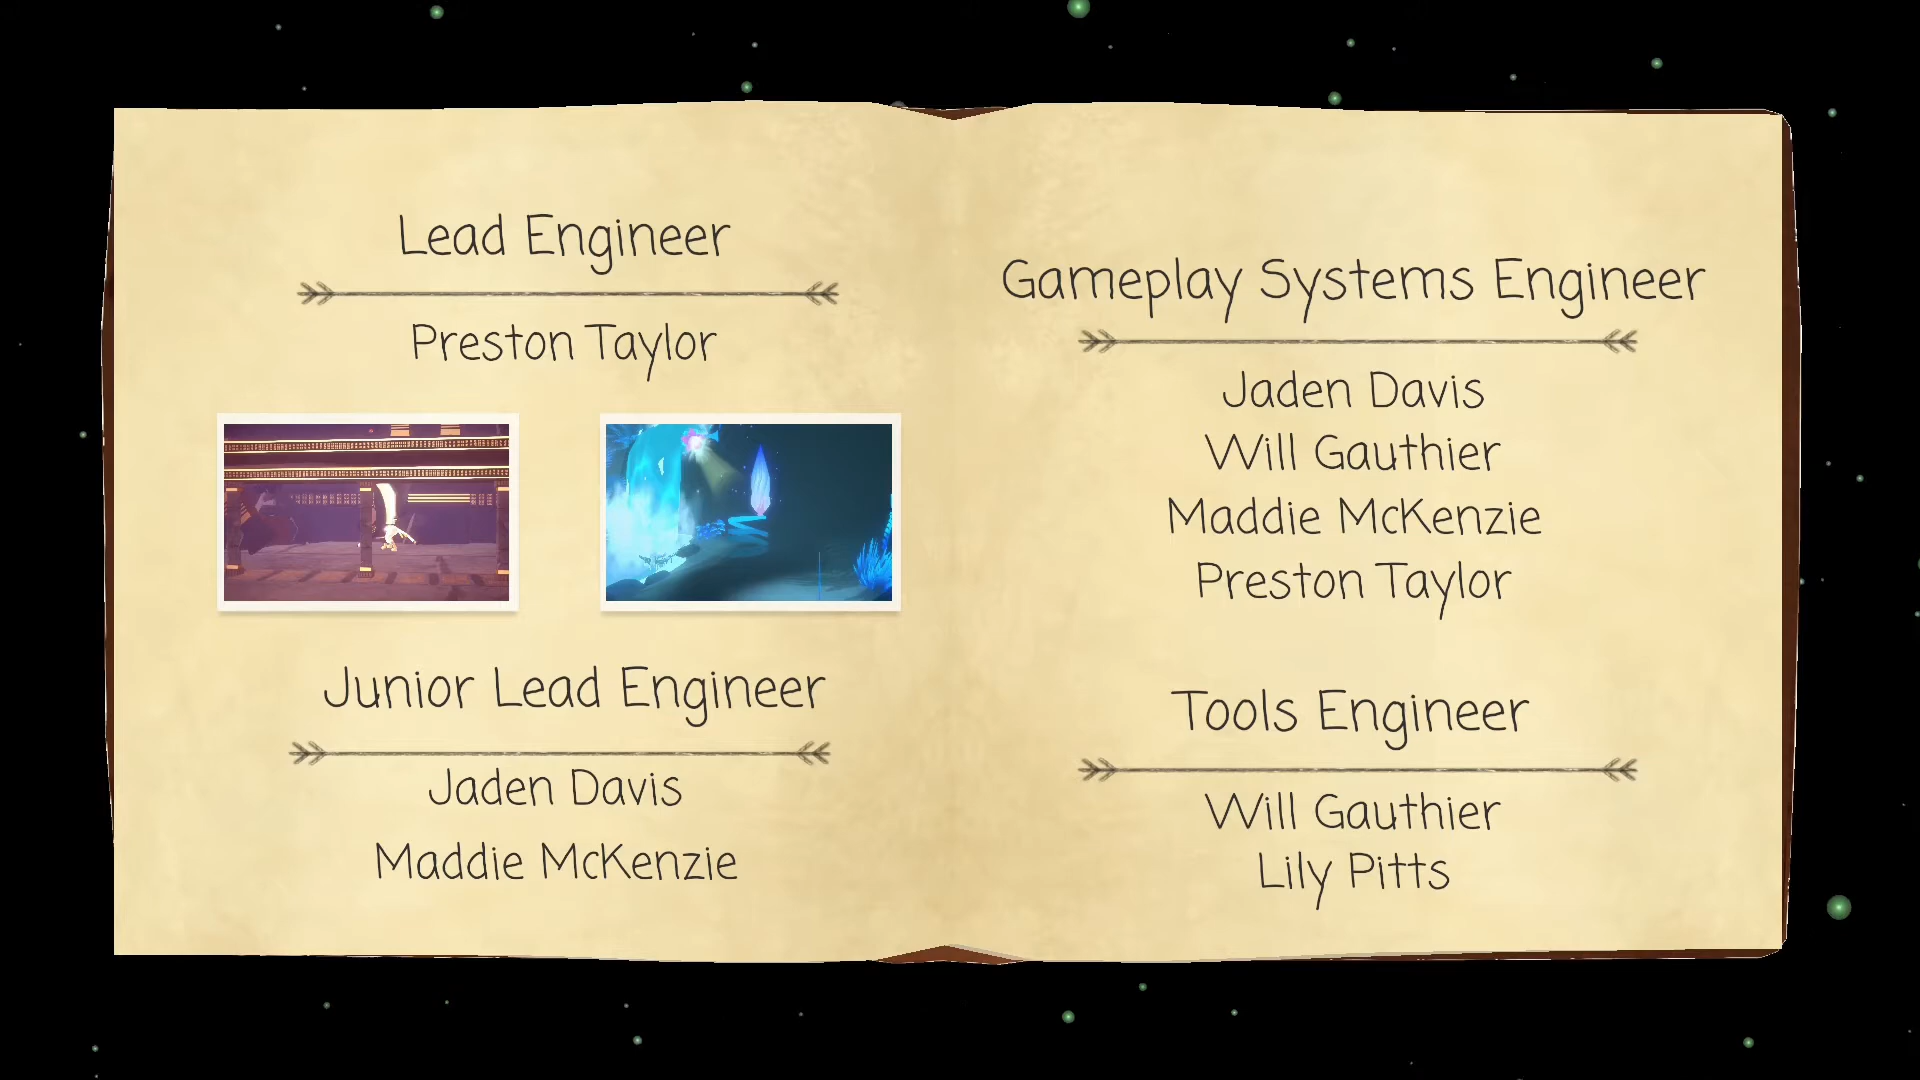 Lead Engineer
Preston Taylor
Junior Lead Engineer
Jaden Davis
Maddie McKenzie
Gameplay Systems Engineer
Jaden Davis
Will Gauthier
Maddie McKenzie
Preston Taylor
Tools Engineer
Will Gauthier
Lily Pitts